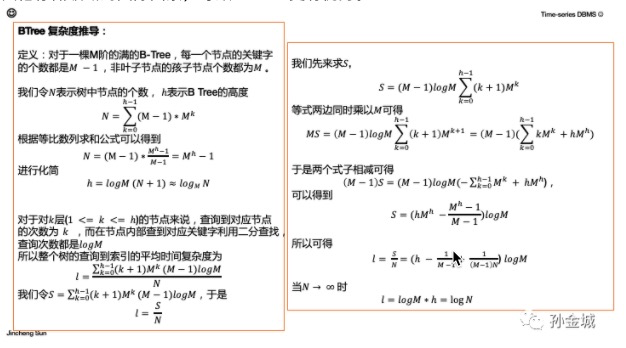 Time-series DBMS
BTree 复杂度推导：
定义：对于一棵M阶的满的B-Tree，每一个节点的关键字
的个数都是M − 1，非叶子节点的孩子节点个数都为M。
我们令N表示树中节点的个数，h表示B Tree的高度
N = ∑_{k=0}^{h−1} (M − 1) * M^k
根据等比数列求和公式可以得到
N = (M − 1) * \frac{M^h−1}{M−1} = M^h − 1
进行化简
h = logM (N + 1) ≈ log_M N
对于对k层(1 <= k <= h)的节点来说，查询到对应节点
的次数为 k ，而在节点内部查到对应关键字利用二分查找，
查询次数都是logM
所以整个树的查询到索引的平均时间复杂度为
l = \frac{∑_{k=0}^{h−1}(k + 1)M^k (M − 1)logM}{N}
我们令S = ∑_{k=0}^{h−1}(k + 1)M^k (M − 1)logM，于是
l = \frac{S}{N}
我们先来求S，
S = (M − 1)logM ∑_{k=0}^{h−1} (k + 1)M^k
等式两边同时乘以M可得
MS = (M − 1)logM ∑_{k=0}^{h−1} (k + 1)M^{k+1} = (M − 1)(∑_{k=0}^{h−1} kM^k + hM^h)
于是两个式子相减可得
(M − 1)S = (M − 1)logM(−∑_{k=0}^{h−1} M^k + hM^h)，
可以得到
S = (hM^h − \frac{M^h − 1}{M − 1})logM
所以可得
l = \frac{S}{N} = (h − \frac{1}{M−1} \frac{1}{(M−1)N}) logM
当N → ∞ 时
l = logM * h = log N
孙金城
Jincheng Sun